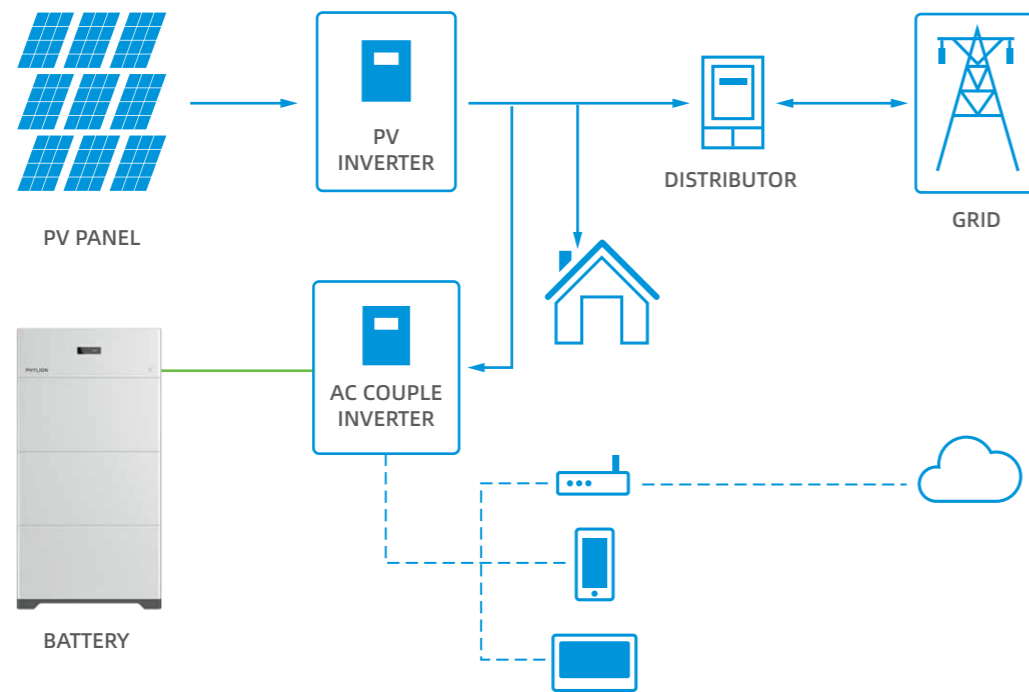 PV
INVERTER
DISTRIBUTOR
GRID
PV PANEL
PHYLION
AC COUPLE
INVERTER
BATTERY